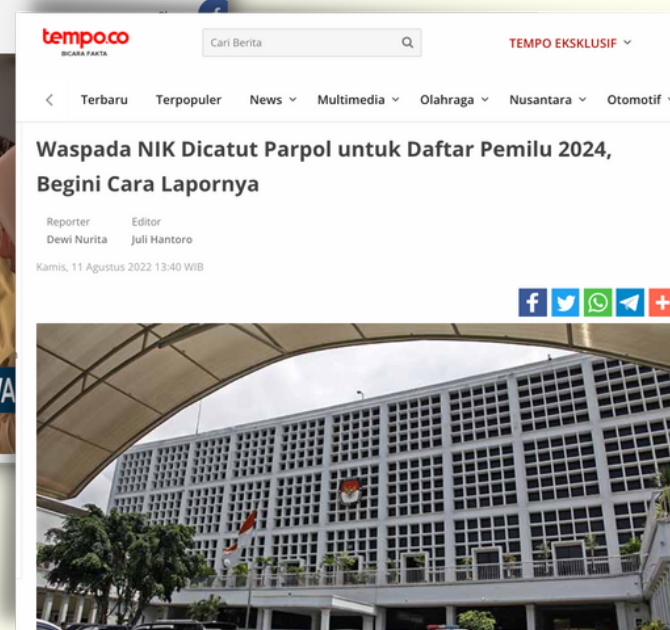 tempo.co
BICARA FAKTA
Cari Berita
TEMPO EKSKLUSIF
Terbaru Terpopuler News Multimedia Olahraga Nusantara Otomotif
Waspada NIK Dicatut Parpol untuk Daftar Pemilu 2024,
Begini Cara Lapornya
Reporter Editor
Dewi Nurita Juli Hantoro
Kamis, 11 Agustus 2022 13:40 WIB